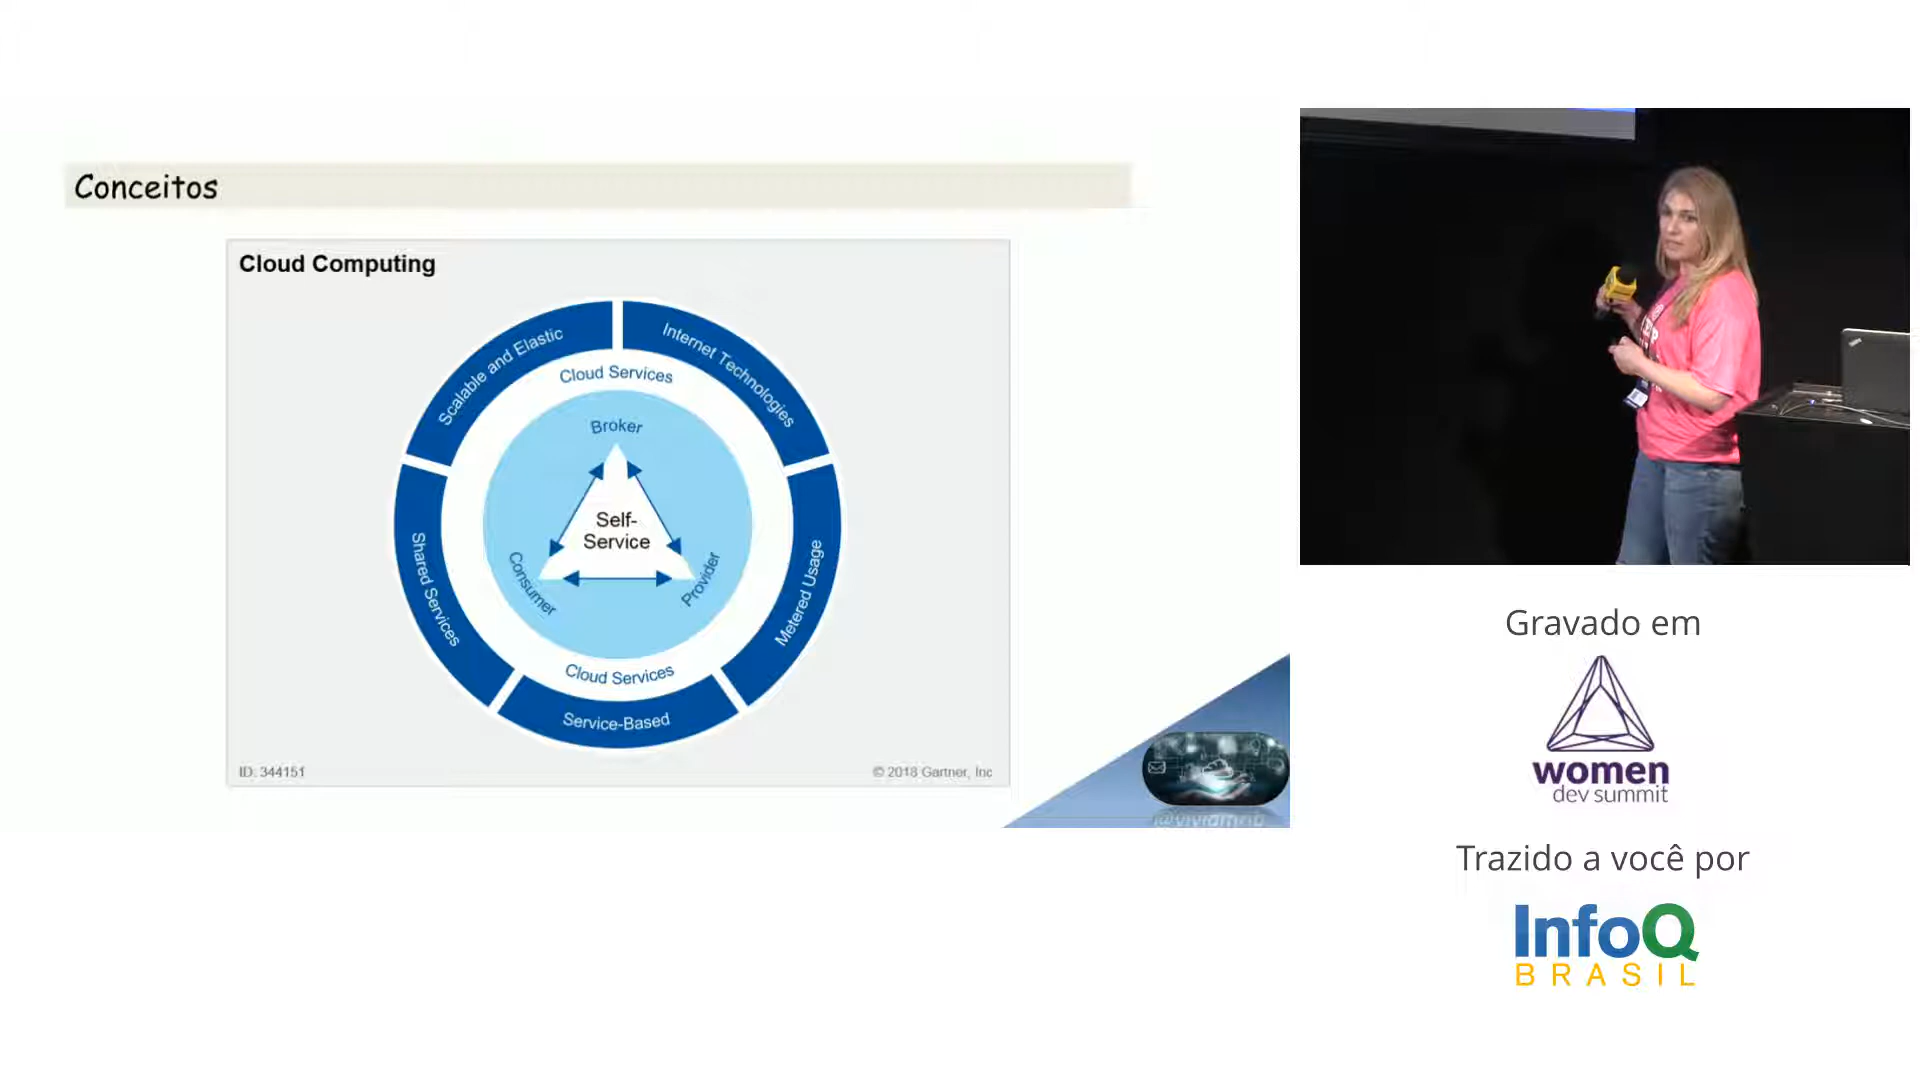 Conceitos
Cloud Computing
Scalable and Elastic
Internet Technologies
Cloud Services
Broker
Self-
Service
Consumer
Provider
Shared Services
Metered Usage
Cloud Services
Service-Based
ID: 344151
© 2018 Gartner, Inc
Gravado em
women
dev summit
Trazido a você por
InfoQ
BRASIL